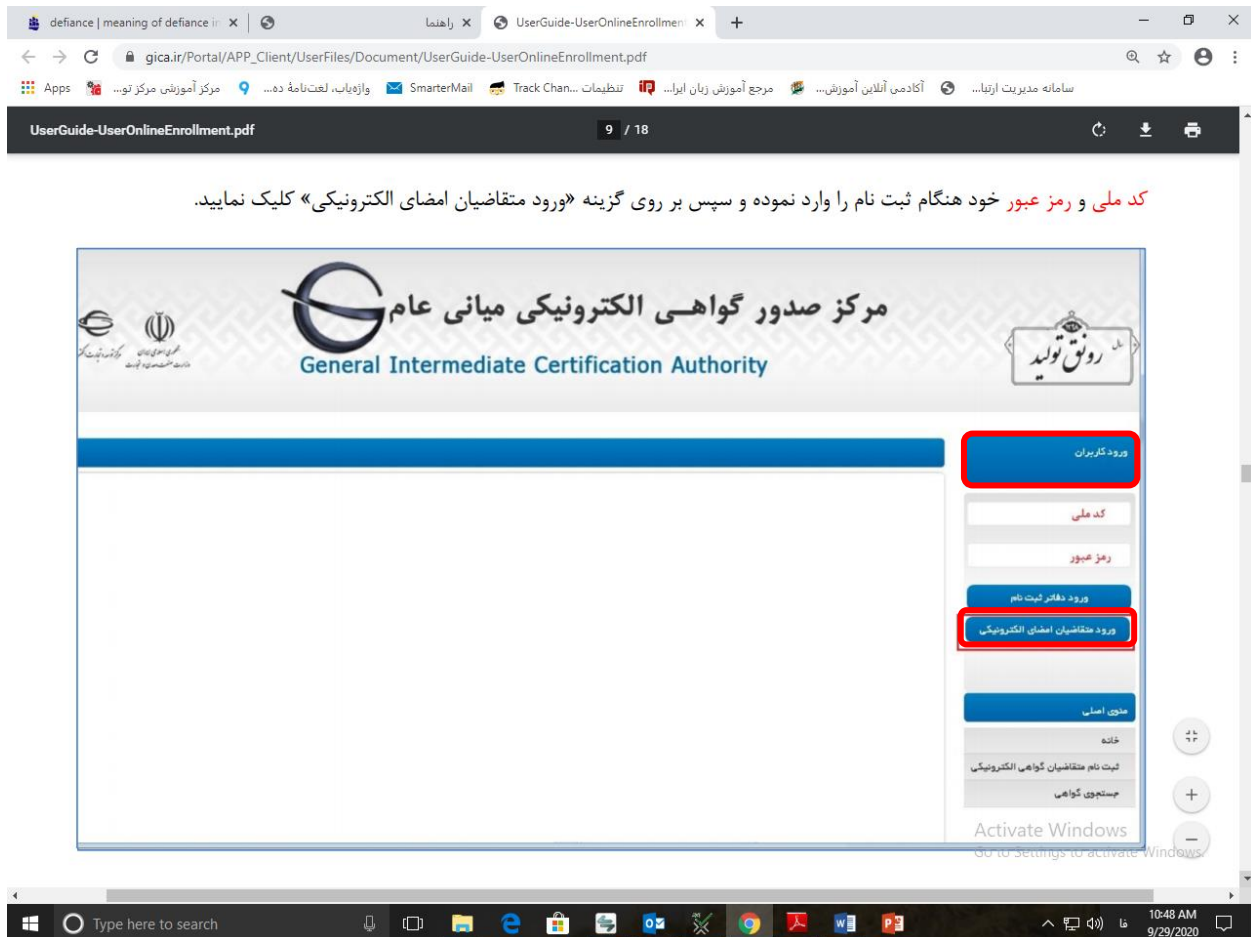 defiance | meaning of defiance in
راهنما
UserGuide-UserOnlineEnrollmen
gica.ir/Portal/APP_Client/UserFiles/Document/UserGuide-UserOnlineEnrollment.pdf
Apps
مرکز آموزشی مرکز تو...
واژه‌یاب، لغت‌نامهٔ ده...
SmarterMail
تنظیمات Track Chan...
مرجع آموزش زبان ایرا...
آکادمی آنلاین آموزش...
سامانه مدیریت ارتبا...
UserGuide-UserOnlineEnrollment.pdf
9 / 18
کد ملی و رمز عبور خود هنگام ثبت نام را وارد نموده و سپس بر روی گزینه «ورود متقاضیان امضای الکترونیکی» کلیک نمایید.
مرکز صدور گواهی الکترونیکی میانی عام
General Intermediate Certification Authority
سال رونق تولید
ورود کاربران
کد ملی
رمز عبور
ورود دفاتر ثبت نام
ورود متقاضیان امضای الکترونیکی
منوی اصلی
خانه
ثبت نام متقاضیان گواهی الکترونیکی
جستجوی گواهی
Activate Windows
Go to Settings to activate Windows.
Type here to search
فا
10:48 AM
9/29/2020